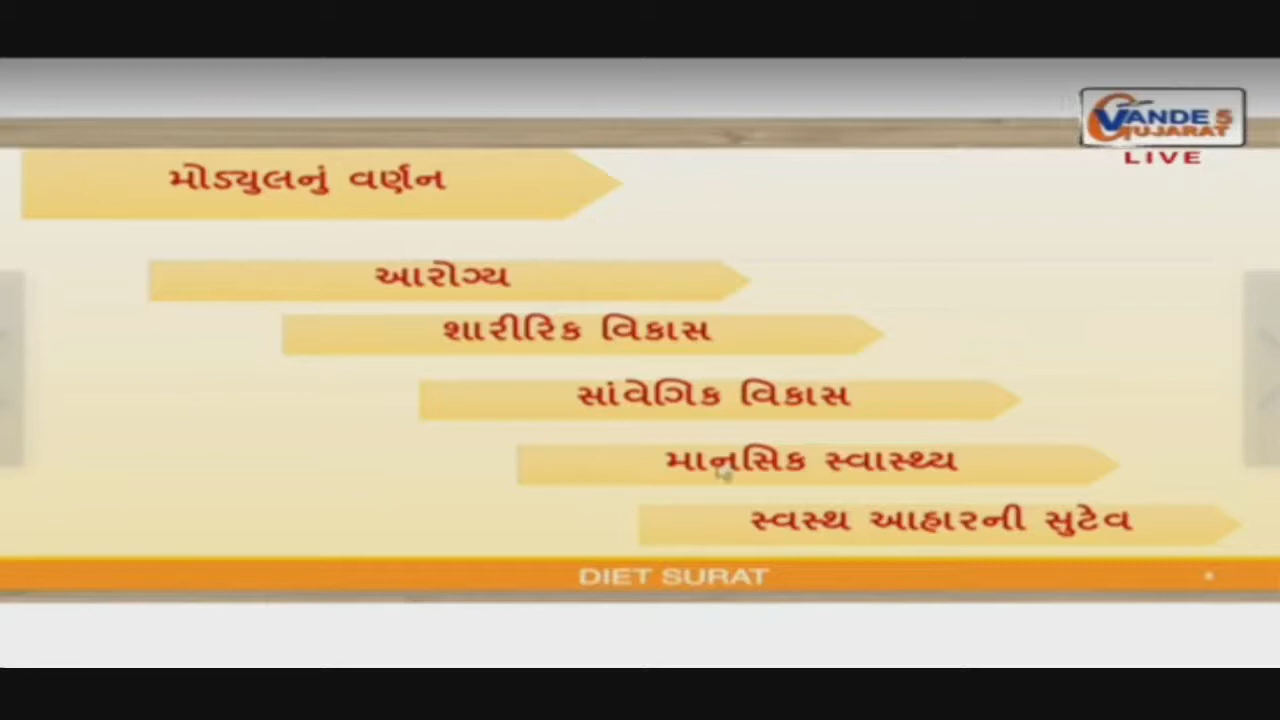 VANDE 5
GUJARAT
LIVE
મોડ્યુલનું વર્ણન
આરોગ્ય
શારીરિક વિકાસ
સાંવેગિક વિકાસ
માનસિક સ્વાસ્થ્ય
સ્વસ્થ આહારની સુટેવ
DIET SURAT